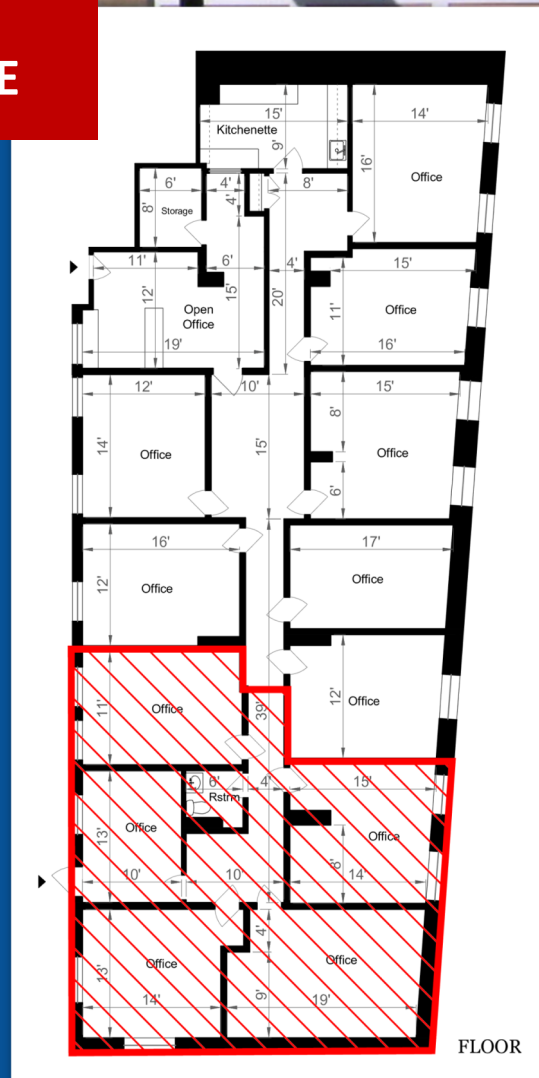 E
15'
Kitchenette
9'
14'
16'
Office
6'
8'
Storage
4'
4'
8'
11'
12'
6'
15'
4'
20'
Open
Office
19'
15'
11'
Office
16'
12'
14'
Office
10'
15'
15'
8'
Office
6'
16'
12'
Office
17'
Office
11'
Office
39'
12'
Office
6'
Rstrm
4'
15'
13'
Office
10'
10'
Office
14'
13'
Office
14'
4'
9'
Office
19'
FLOOR